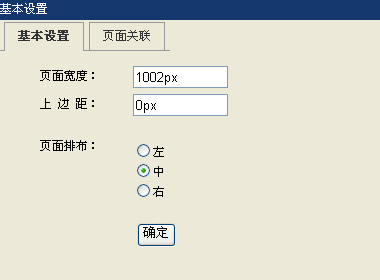 基本设置
基本设置 页面关联
页面宽度： 1002px
上 边 距： 0px
页面排布： 左
中
右
确定